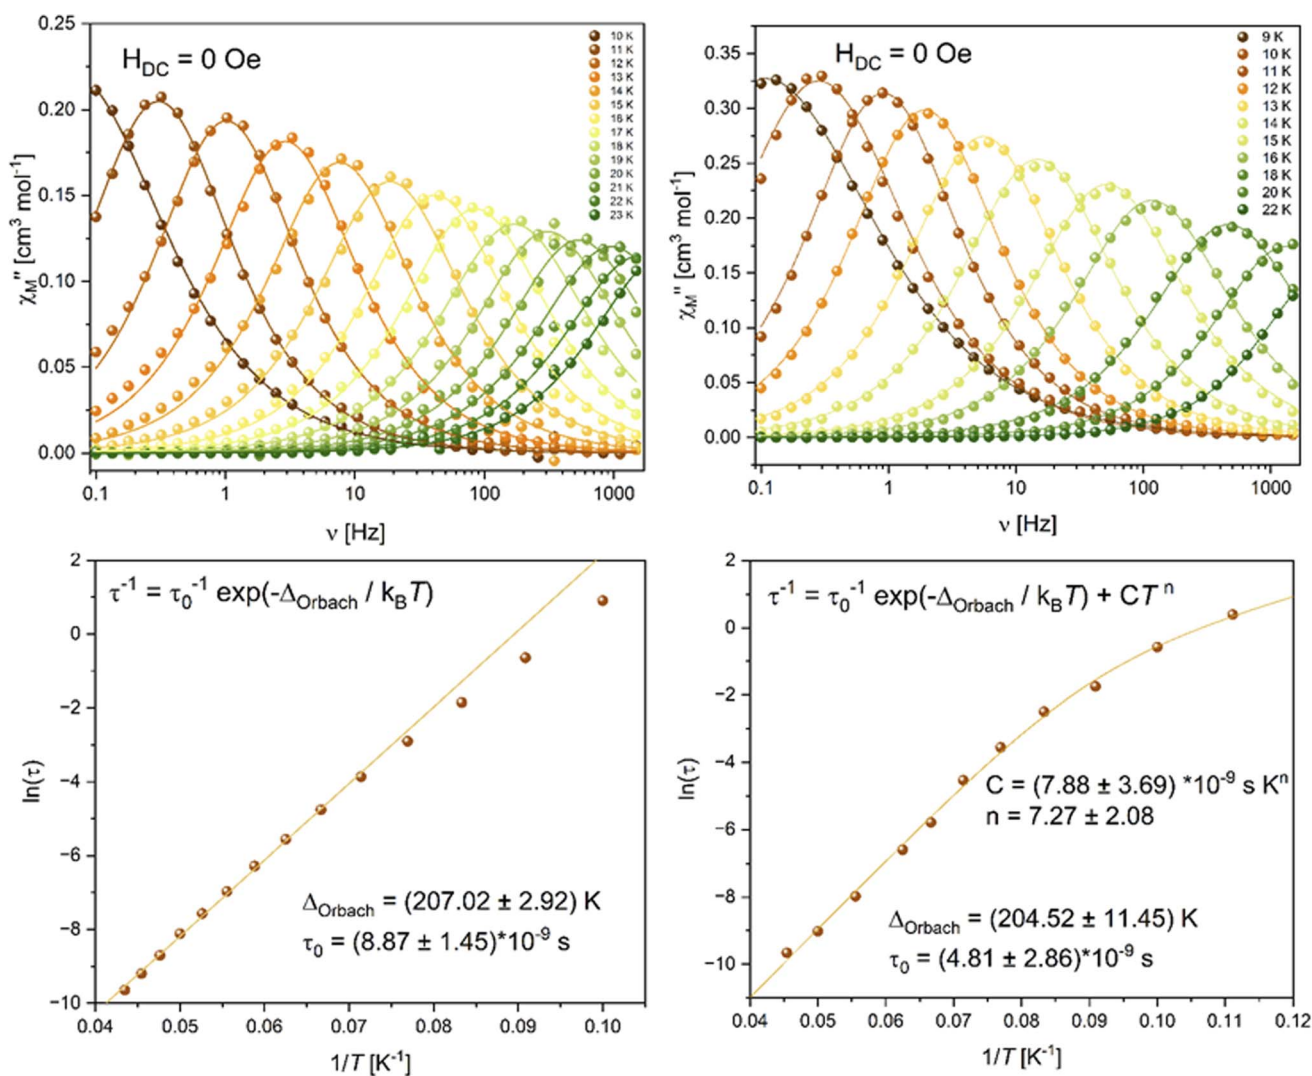 H_DC = 0 Oe
χ_M'' [cm³ mol⁻¹]
0.25
0.20
0.15
0.10
0.05
0.00
10 K
11 K
12 K
13 K
14 K
15 K
16 K
17 K
18 K
19 K
20 K
21 K
22 K
23 K
0.1 1 10 100 1000
ν [Hz]
H_DC = 0 Oe
χ_M'' [cm³ mol⁻¹]
0.35
0.30
0.25
0.20
0.15
0.10
0.05
0.00
9 K
10 K
11 K
12 K
13 K
14 K
15 K
16 K
18 K
20 K
22 K
0.1 1 10 100 1000
ν [Hz]
τ⁻¹ = τ₀⁻¹ exp(-Δ_Orbach / k_BT)
ln(τ)
2
0
−2
−4
−6
−8
−10
Δ_Orbach = (207.02 ± 2.92) K
τ₀ = (8.87 ± 1.45)*10⁻⁹ s
0.04 0.05 0.06 0.07 0.08 0.09 0.10
1/T [K⁻¹]
τ⁻¹ = τ₀⁻¹ exp(-Δ_Orbach / k_BT) + CTⁿ
ln(τ)
2
0
−2
−4
−6
−8
−10
C = (7.88 ± 3.69) *10⁻⁹ s Kⁿ
n = 7.27 ± 2.08
Δ_Orbach = (204.52 ± 11.45) K
τ₀ = (4.81 ± 2.86)*10⁻⁹ s
0.04 0.05 0.06 0.07 0.08 0.09 0.10 0.11 0.12
1/T [K⁻¹]